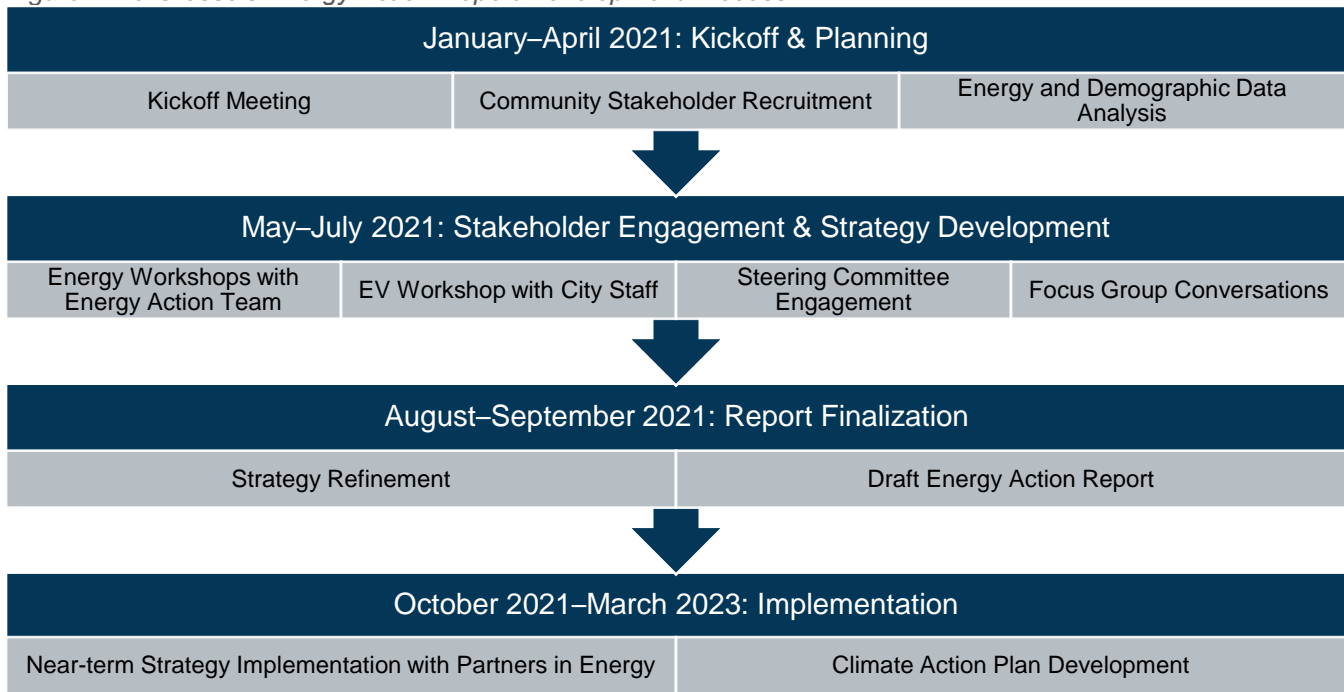 January–April 2021: Kickoff & Planning
Kickoff Meeting
Community Stakeholder Recruitment
Energy and Demographic Data
Analysis
May–July 2021: Stakeholder Engagement & Strategy Development
Energy Workshops with
Energy Action Team
EV Workshop with City Staff
Steering Committee
Engagement
Focus Group Conversations
August–September 2021: Report Finalization
Strategy Refinement
Draft Energy Action Report
October 2021–March 2023: Implementation
Near-term Strategy Implementation with Partners in Energy
Climate Action Plan Development